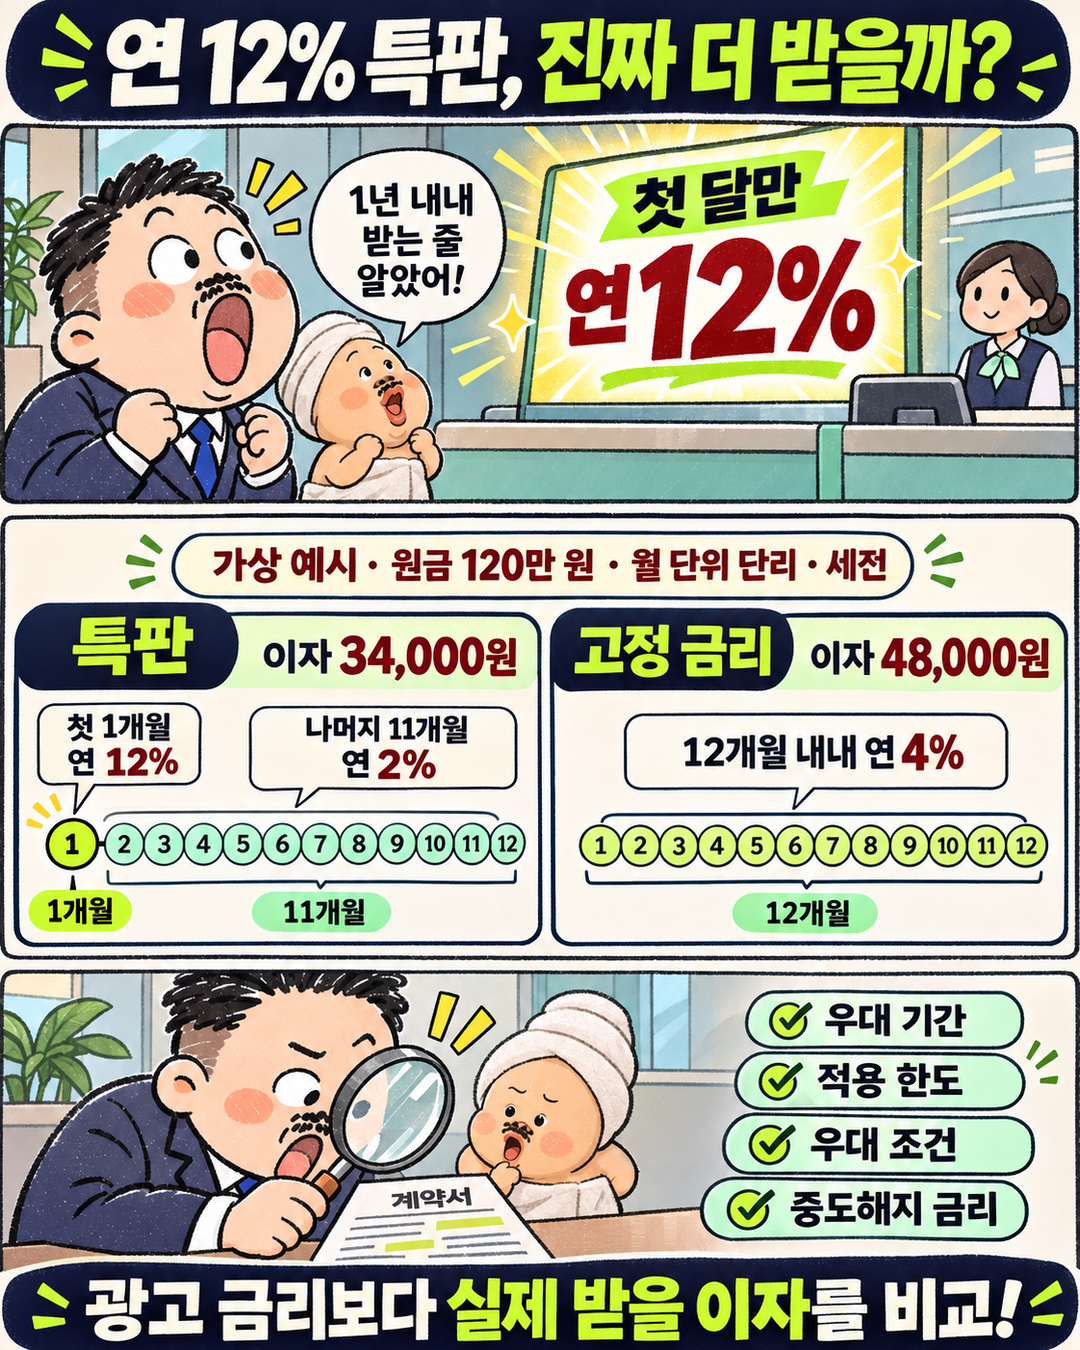 연 12% 특판, 진짜 더 받을까?
1년 내내
받는 줄
알았어!
첫 달만
연 12%
가상 예시 · 원금 120만 원 · 월 단위 단리 · 세전
특판
이자 34,000원
첫 1개월
연 12%
나머지 11개월
연 2%
1 2 3 4 5 6 7 8 9 10 11 12
1개월
11개월
고정 금리
이자 48,000원
12개월 내내 연 4%
1 2 3 4 5 6 7 8 9 10 11 12
12개월
계약서
우대 기간
적용 한도
우대 조건
중도해지 금리
광고 금리보다 실제 받을 이자를 비교!